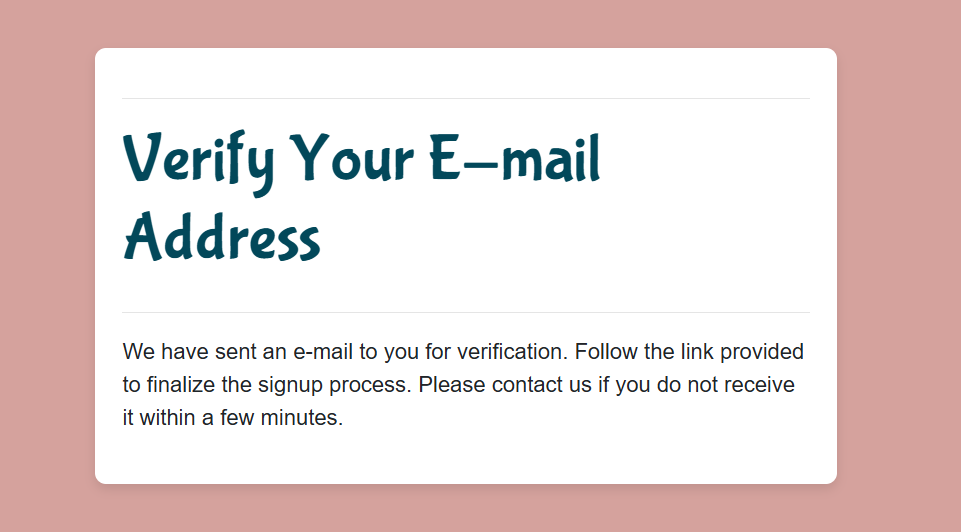 Verify Your E-mail
Address
We have sent an e-mail to you for verification. Follow the link provided
to finalize the signup process. Please contact us if you do not receive
it within a few minutes.